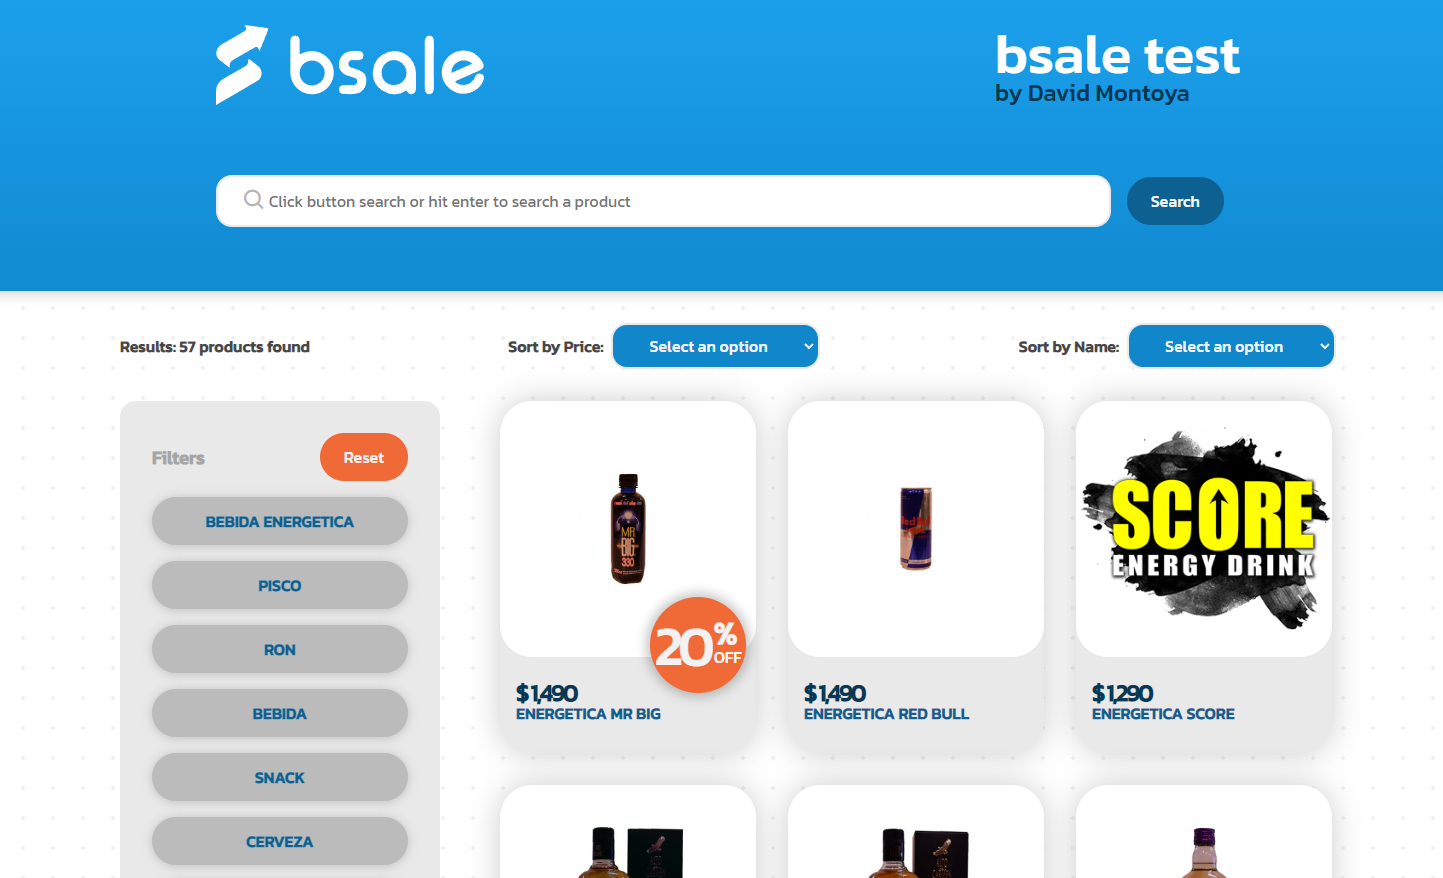 bsale
bsale test
by David Montoya
Click button search or hit enter to search a product
Search
Results: 57 products found
Sort by Price:
Select an option
Sort by Name:
Select an option
Filters
Reset
BEBIDA ENERGETICA
PISCO
RON
BEBIDA
SNACK
CERVEZA
MR
BIG
330
20% OFF
$1,490
ENERGETICA MR BIG
$1,490
ENERGETICA RED BULL
SCORE
ENERGY DRINK
$1,290
ENERGETICA SCORE